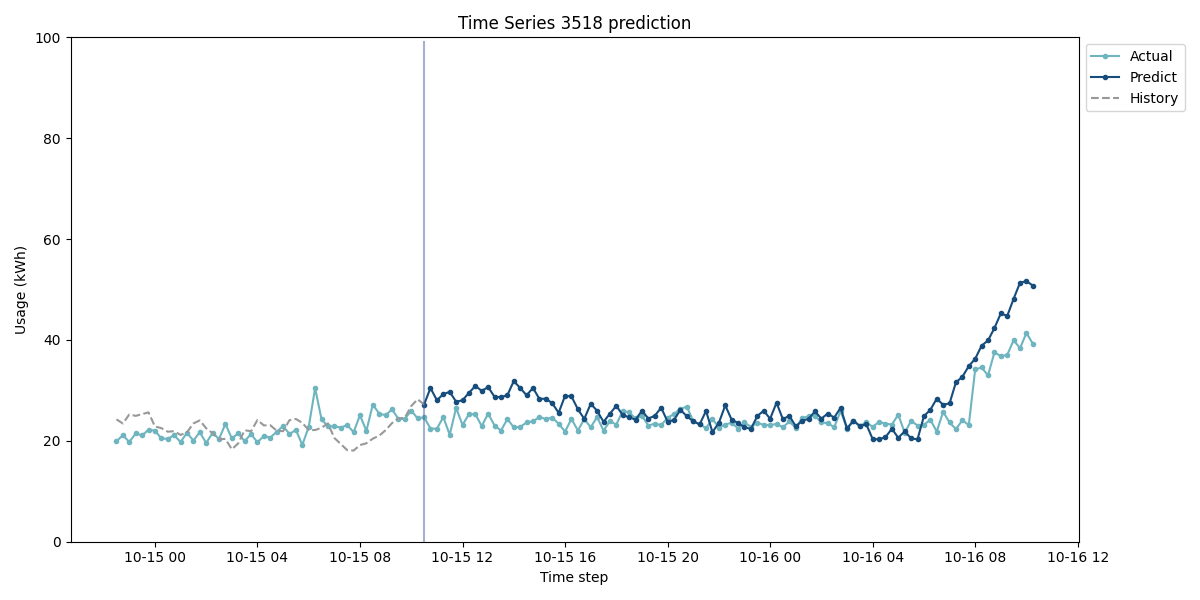 Time Series 3518 prediction
100
80
60
40
20
0
Usage (kWh)
10-15 00
10-15 04
10-15 08
10-15 12
10-15 16
10-15 20
10-16 00
10-16 04
10-16 08
10-16 12
Time step
Actual
Predict
History